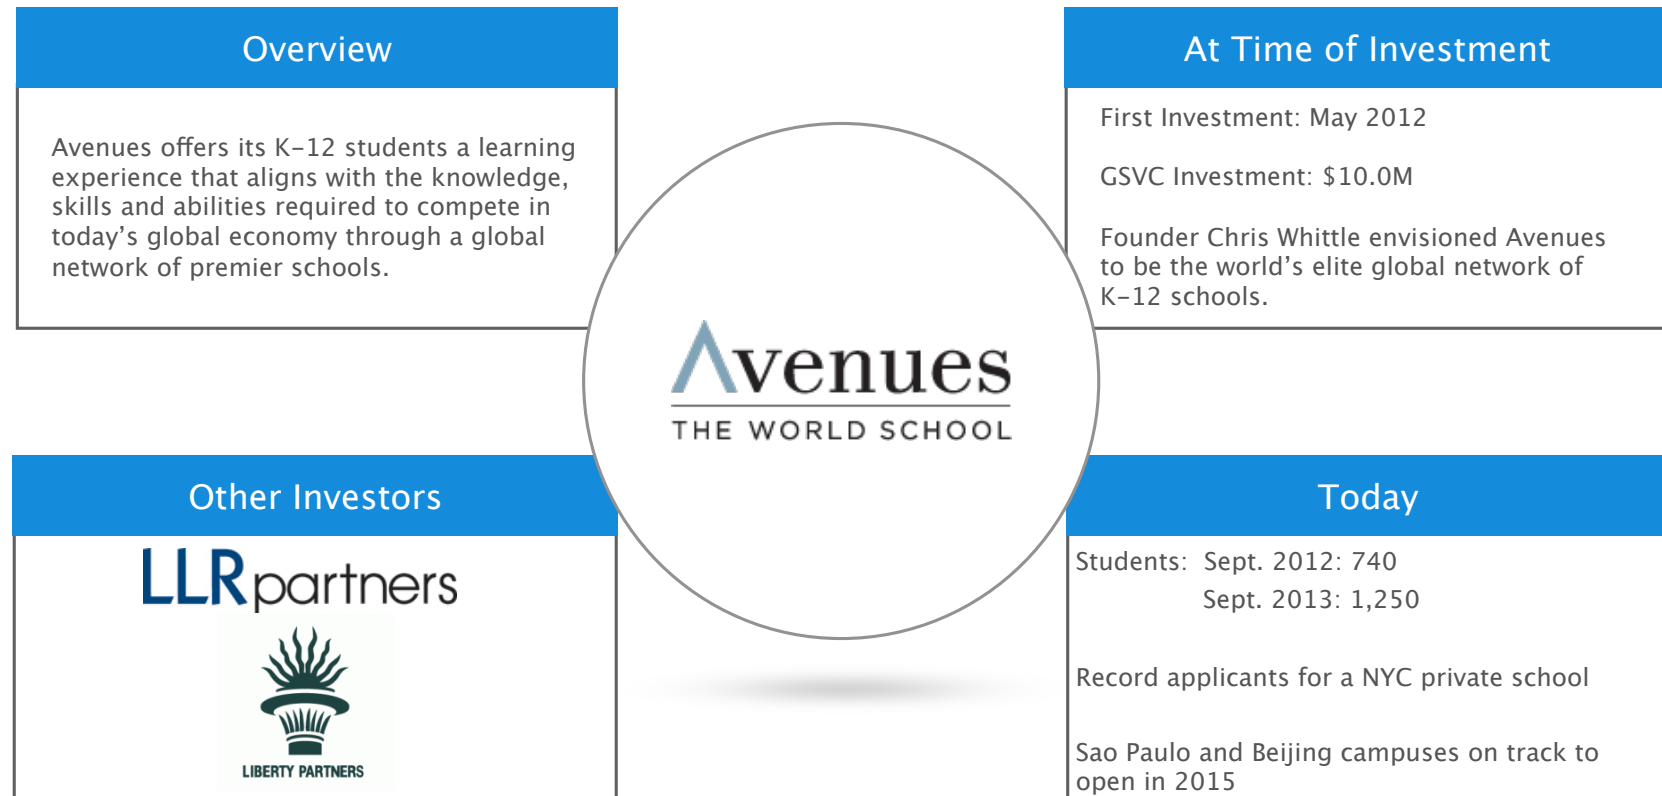 Overview
Avenues offers its K-12 students a learning
experience that aligns with the knowledge,
skills and abilities required to compete in
today's global economy through a global
network of premier schools.
At Time of Investment
First Investment: May 2012
GSVC Investment: $10.0M
Founder Chris Whittle envisioned Avenues
to be the world's elite global network of
K-12 schools.
Avenues
THE WORLD SCHOOL
Other Investors
LLR partners
LIBERTY PARTNERS
Today
Students: Sept. 2012: 740
Sept. 2013: 1,250
Record applicants for a NYC private school
Sao Paulo and Beijing campuses on track to
open in 2015